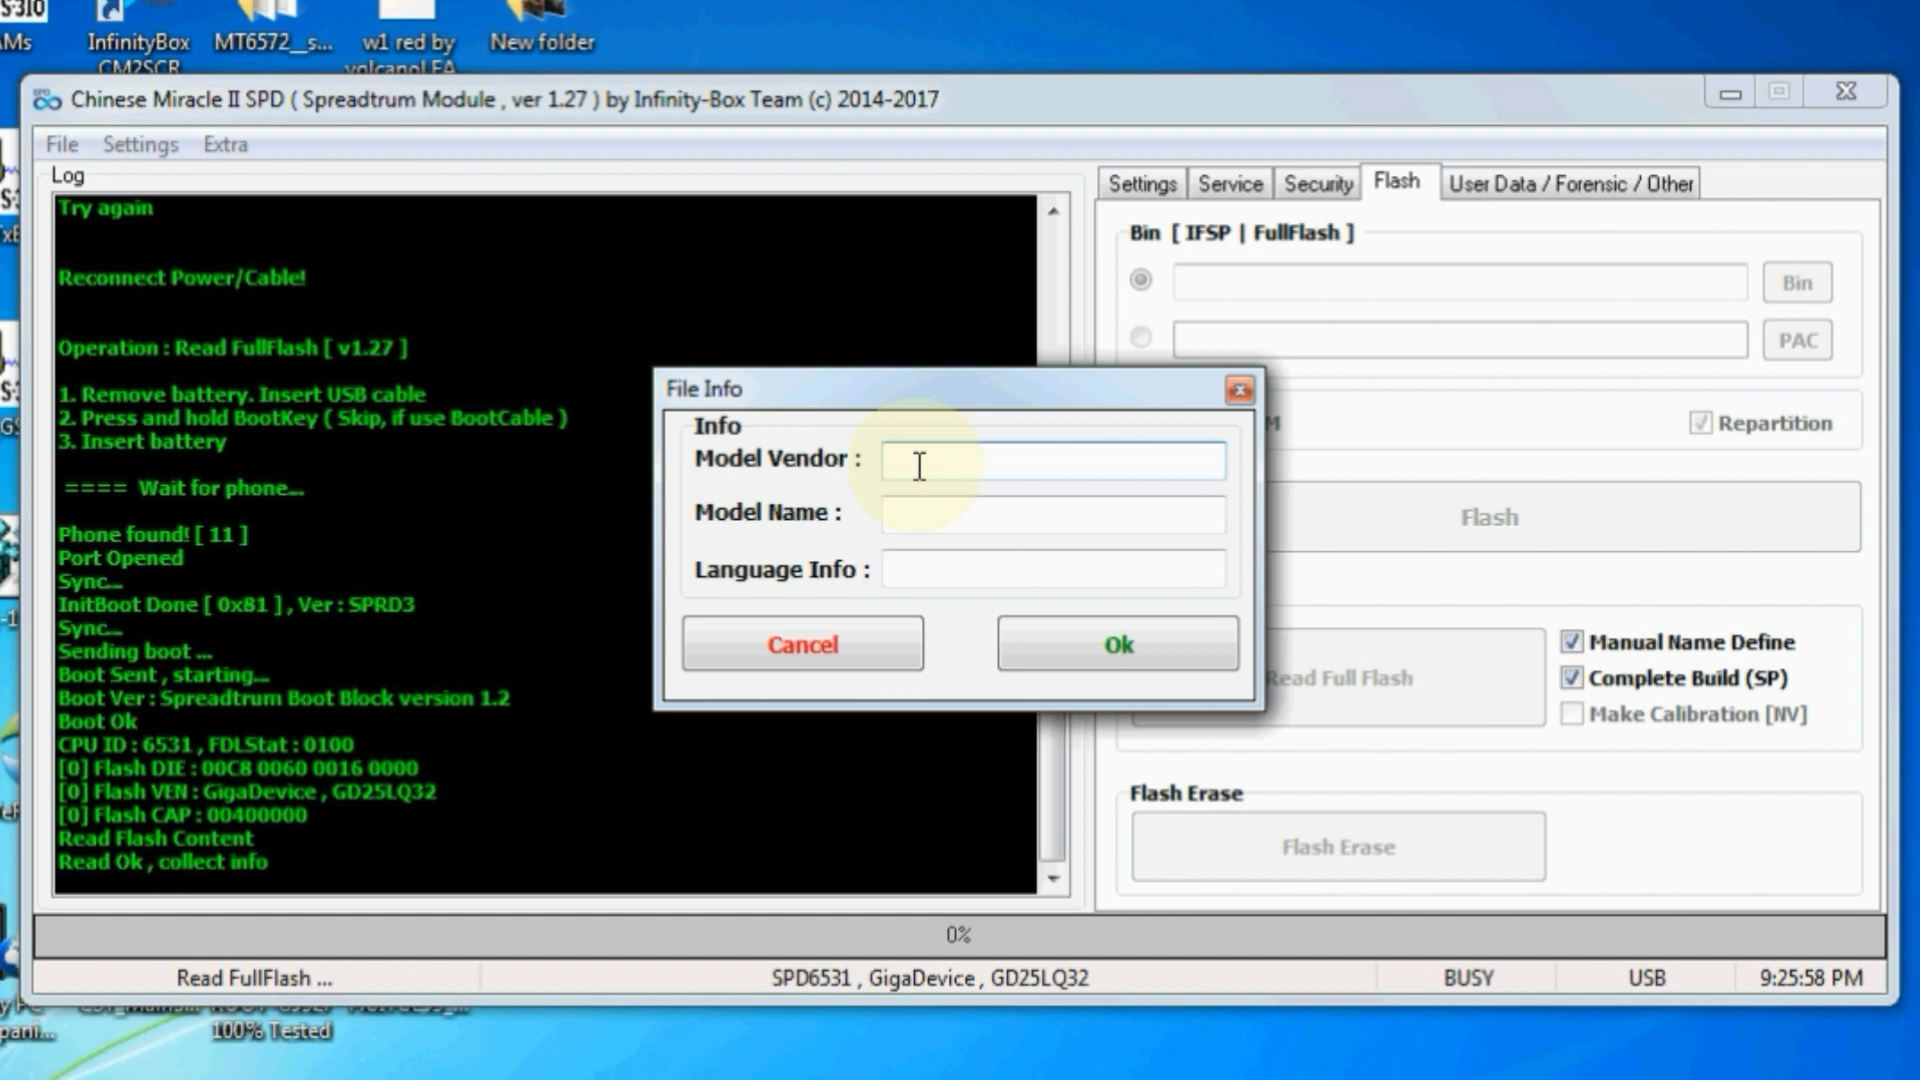 InfinityBox
CM2SCR
MT6572__s...
w1 red by
volcanoLFA
New folder
Chinese Miracle II SPD ( Spreadtrum Module , ver 1.27 ) by Infinity-Box Team (c) 2014-2017
File Settings Extra
Log
Try again
Reconnect Power/Cable!
Operation : Read FullFlash [ v1.27 ]
1. Remove battery. Insert USB cable
2. Press and hold BootKey ( Skip, if use BootCable )
3. Insert battery
==== Wait for phone...
Phone found! [ 11 ]
Port Opened
Sync...
InitBoot Done [ 0x81 ] , Ver : SPRD3
Sync...
Sending boot ...
Boot Sent , starting...
Boot Ver : Spreadtrum Boot Block version 1.2
Boot Ok
CPU ID : 6531 , FDLStat : 0100
[0] Flash DIE : 00C8 0060 0016 0000
[0] Flash VEN : GigaDevice , GD25LQ32
[0] Flash CAP : 00400000
Read Flash Content
Read Ok , collect info
Settings Service Security Flash User Data / Forensic / Other
Bin [ IFSP | FullFlash ]
Bin
PAC
Repartition
Flash
Read Full Flash
Manual Name Define
Complete Build (SP)
Make Calibration [NV]
Flash Erase
Flash Erase
File Info
Info
Model Vendor :
Model Name :
Language Info :
Cancel Ok
0%
Read FullFlash ... SPD6531 , GigaDevice , GD25LQ32 BUSY USB 9:25:58 PM
pani...
100% Tested